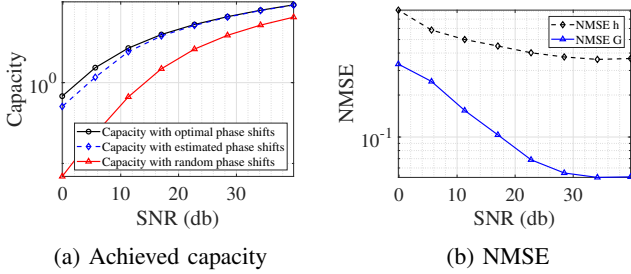 Capacity
10^0
Capacity with optimal phase shifts
Capacity with estimated phase shifts
Capacity with random phase shifts
0 10 20 30
SNR (db)
(a) Achieved capacity
NMSE
10^-1
NMSE h
NMSE G
0 10 20 30
SNR (db)
(b) NMSE